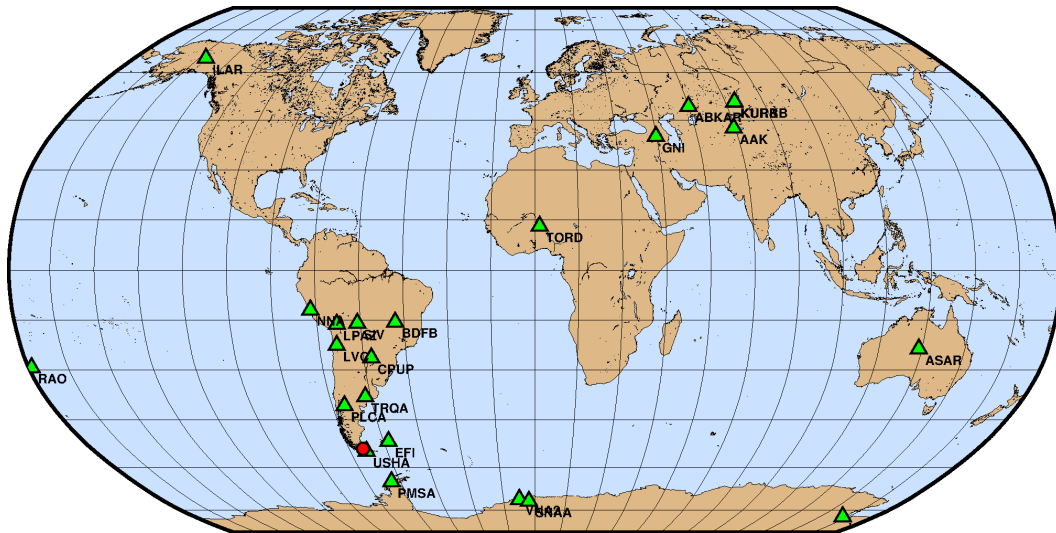 ILAR
ABKAR
KURBB
AAK
GNI
TORD
NNA
LPAZ
SIV
BDFB
LVC
CPUP
ASAR
RAO
TRQA
PLCA
EFI
USHA
PMSA
VNA2
SNAA